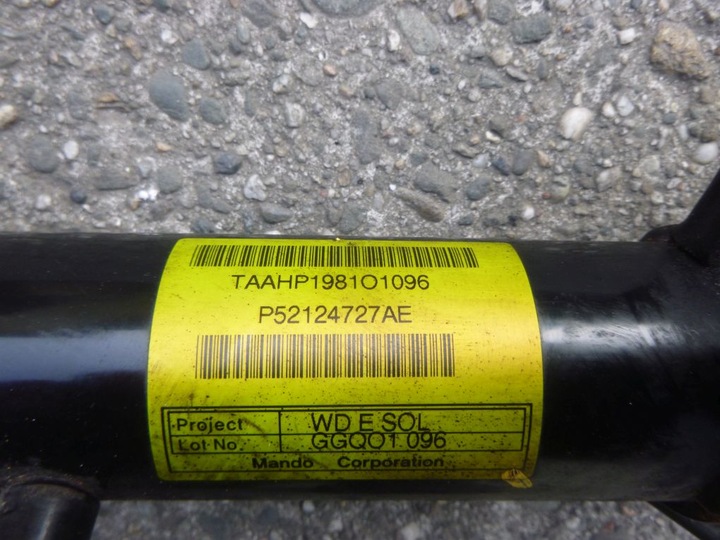 TAAHP1981O1096
P52124727AE
Project WD E SOL
Lot No. GGQO1 096
Mando Corporation